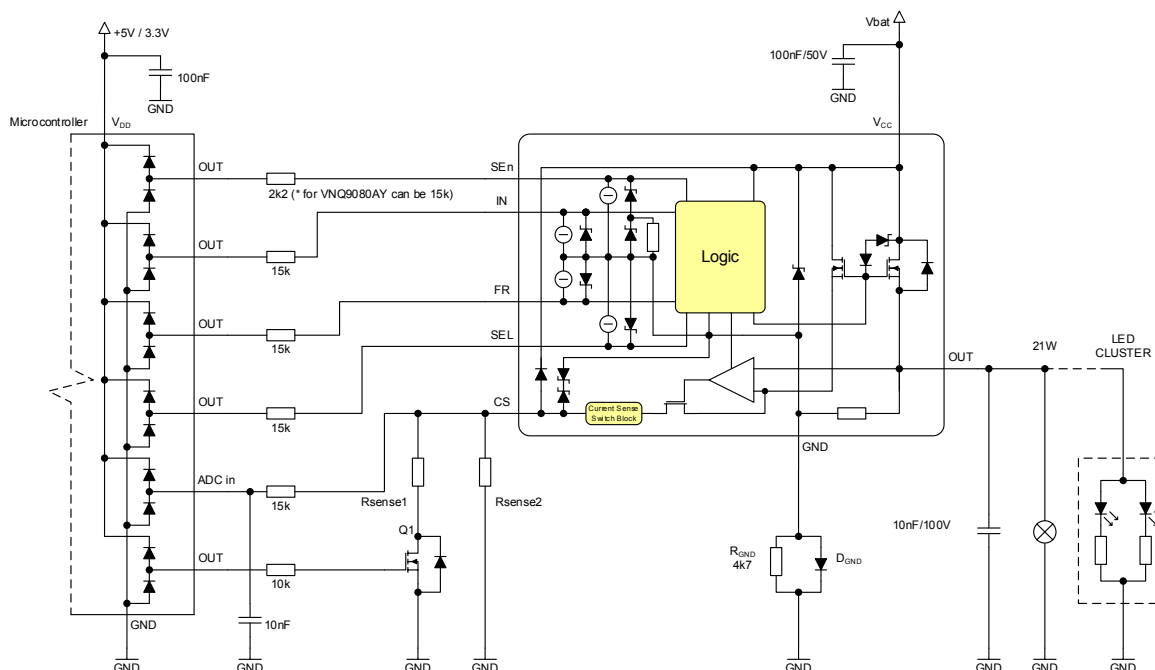 +5V / 3.3V
100nF
GND
Vbat
100nF/50V
GND
Microcontroller
VDD
VCC
OUT
2k2 (* for VNQ9080AY can be 15k)
SEn
OUT
15k
IN
OUT
15k
FR
OUT
15k
SEL
ADC in
15k
CS
OUT
10k
GND
10nF
Logic
Current Sense
Switch Block
Rsense1
Q1
Rsense2
GND
RGND
4k7
DGND
OUT
10nF/100V
21W
LED
CLUSTER
GND
GND
GND
GND
GND
GND
GND
GND